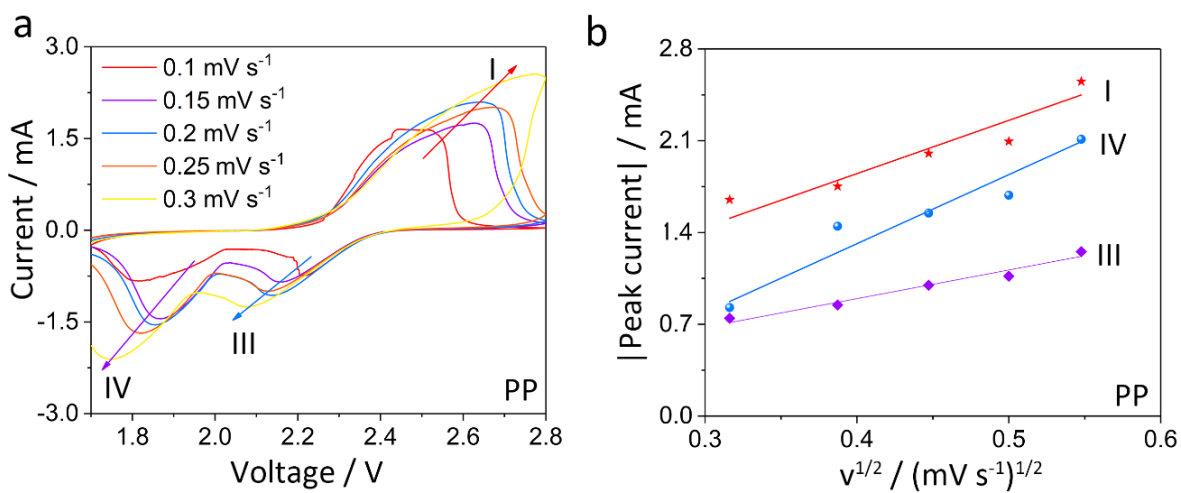 a
3.0
1.5
0.0
-1.5
-3.0
Current / mA
0.1 mV s⁻¹
0.15 mV s⁻¹
0.2 mV s⁻¹
0.25 mV s⁻¹
0.3 mV s⁻¹
I
III
IV
PP
1.8 2.0 2.2 2.4 2.6 2.8
Voltage / V
b
2.8
2.1
1.4
0.7
0.0
|Peak current| / mA
I
IV
III
PP
0.3 0.4 0.5 0.6
v¹/² / (mV s⁻¹)¹/²